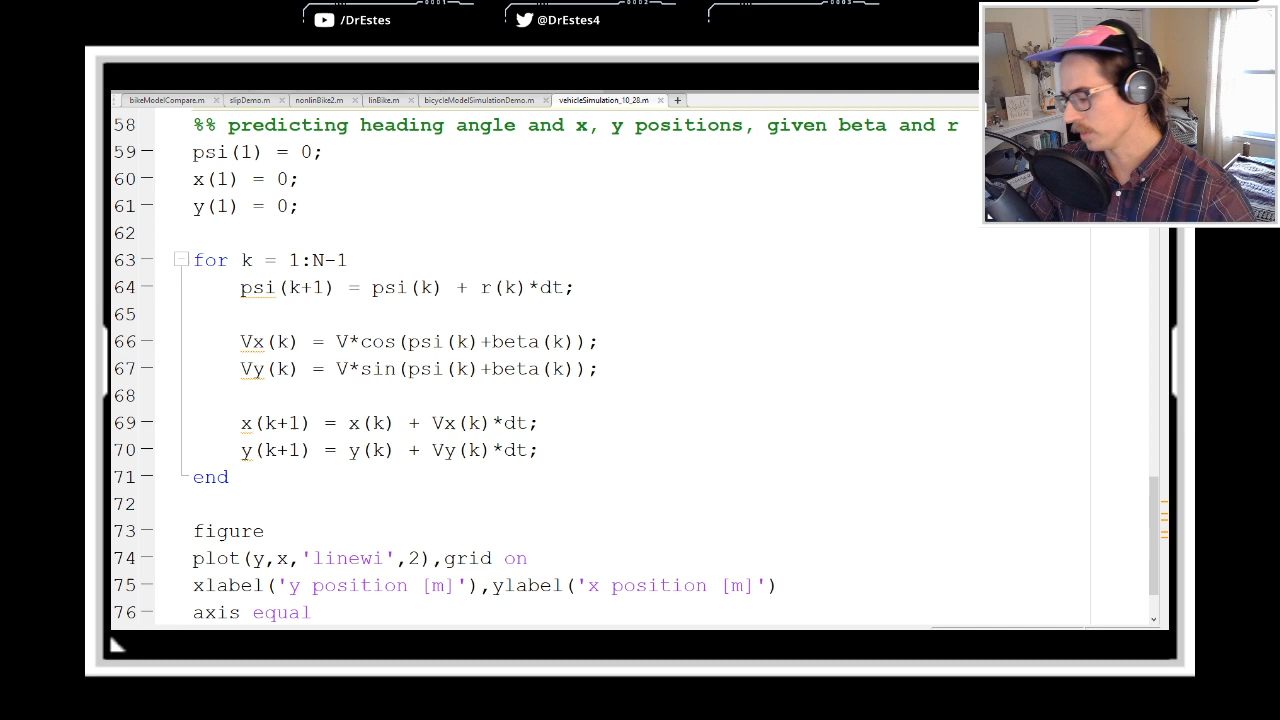 0001 0002 0003
/DrEstes @DrEstes4
bikeModelCompare.m slipDemo.m nonlinBike2.m linBike.m bicycleModelSimulationDemo.m vehicleSimulation_10_28.m
58 %% predicting heading angle and x, y positions, given beta and r
59 psi(1) = 0;
60 x(1) = 0;
61 y(1) = 0;
62
63 for k = 1:N-1
64 psi(k+1) = psi(k) + r(k)*dt;
65
66 Vx(k) = V*cos(psi(k)+beta(k));
67 Vy(k) = V*sin(psi(k)+beta(k));
68
69 x(k+1) = x(k) + Vx(k)*dt;
70 y(k+1) = y(k) + Vy(k)*dt;
71 end
72
73 figure
74 plot(y,x,'linewi',2),grid on
75 xlabel('y position [m]'),ylabel('x position [m]')
76 axis equal